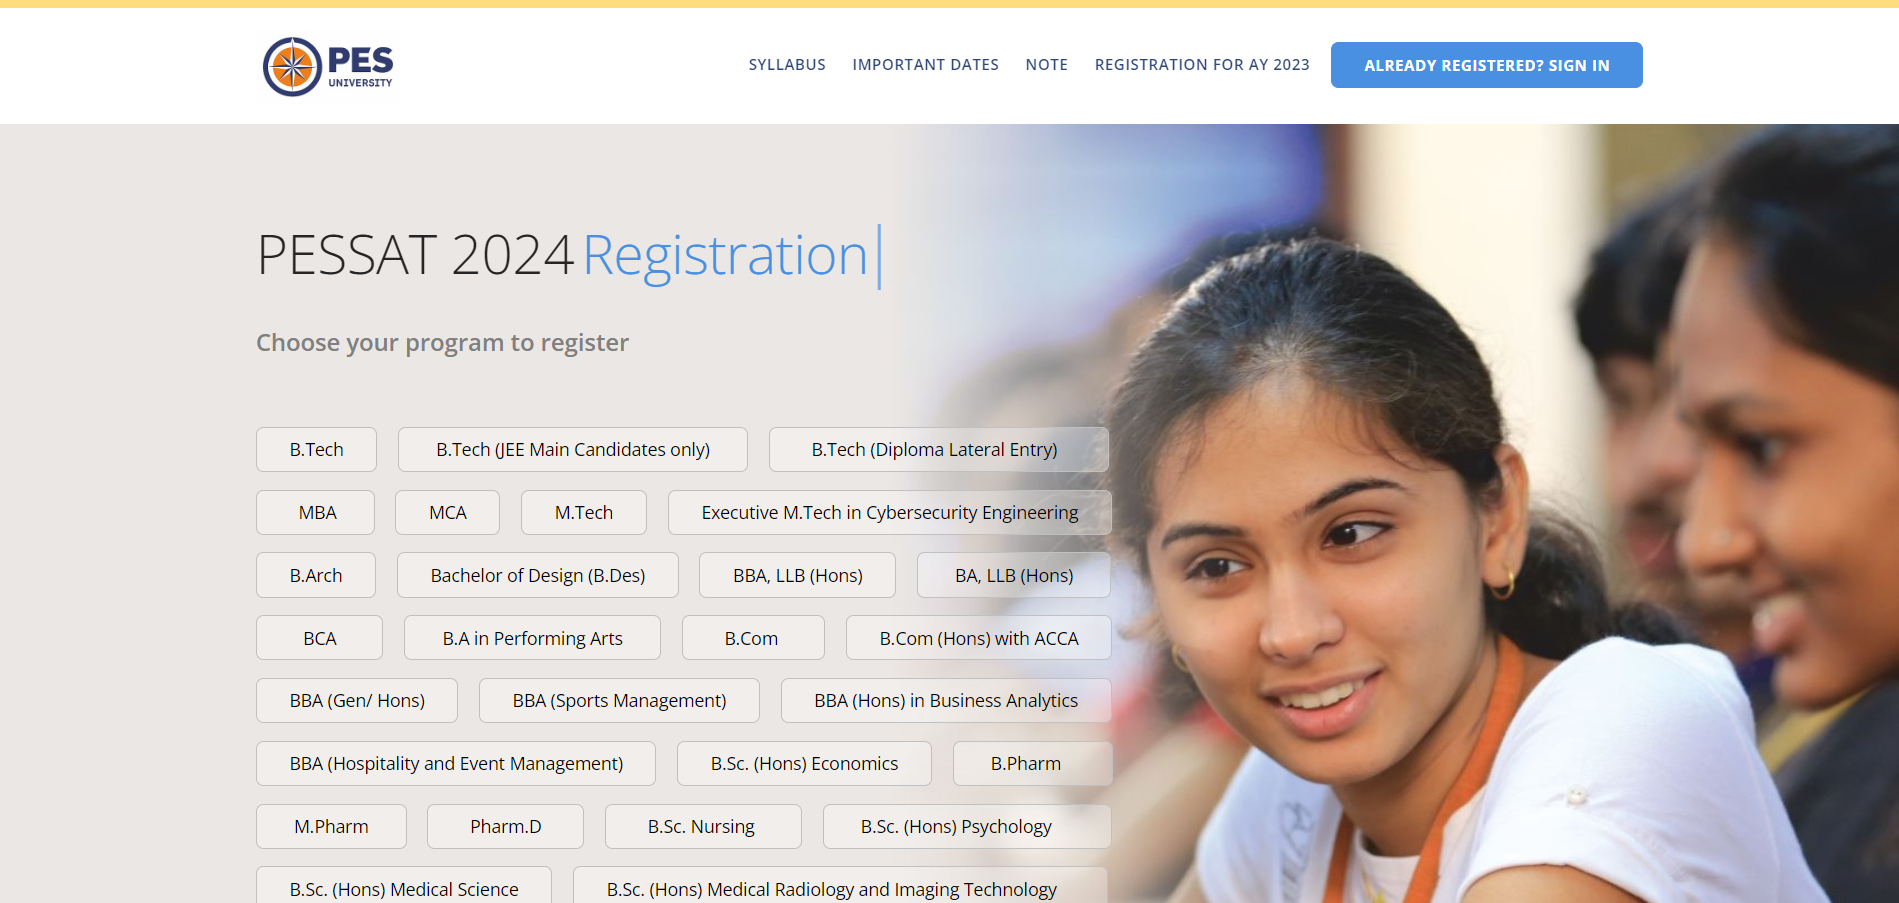 PES
UNIVERSITY
SYLLABUS IMPORTANT DATES NOTE REGISTRATION FOR AY 2023 ALREADY REGISTERED? SIGN IN
PESSAT 2024 Registration
Choose your program to register
B.Tech B.Tech (JEE Main Candidates only) B.Tech (Diploma Lateral Entry)
MBA MCA M.Tech Executive M.Tech in Cybersecurity Engineering
B.Arch Bachelor of Design (B.Des) BBA, LLB (Hons) BA, LLB (Hons)
BCA B.A in Performing Arts B.Com B.Com (Hons) with ACCA
BBA (Gen/ Hons) BBA (Sports Management) BBA (Hons) in Business Analytics
BBA (Hospitality and Event Management) B.Sc. (Hons) Economics B.Pharm
M.Pharm Pharm.D B.Sc. Nursing B.Sc. (Hons) Psychology
B.Sc. (Hons) Medical Science B.Sc. (Hons) Medical Radiology and Imaging Technology